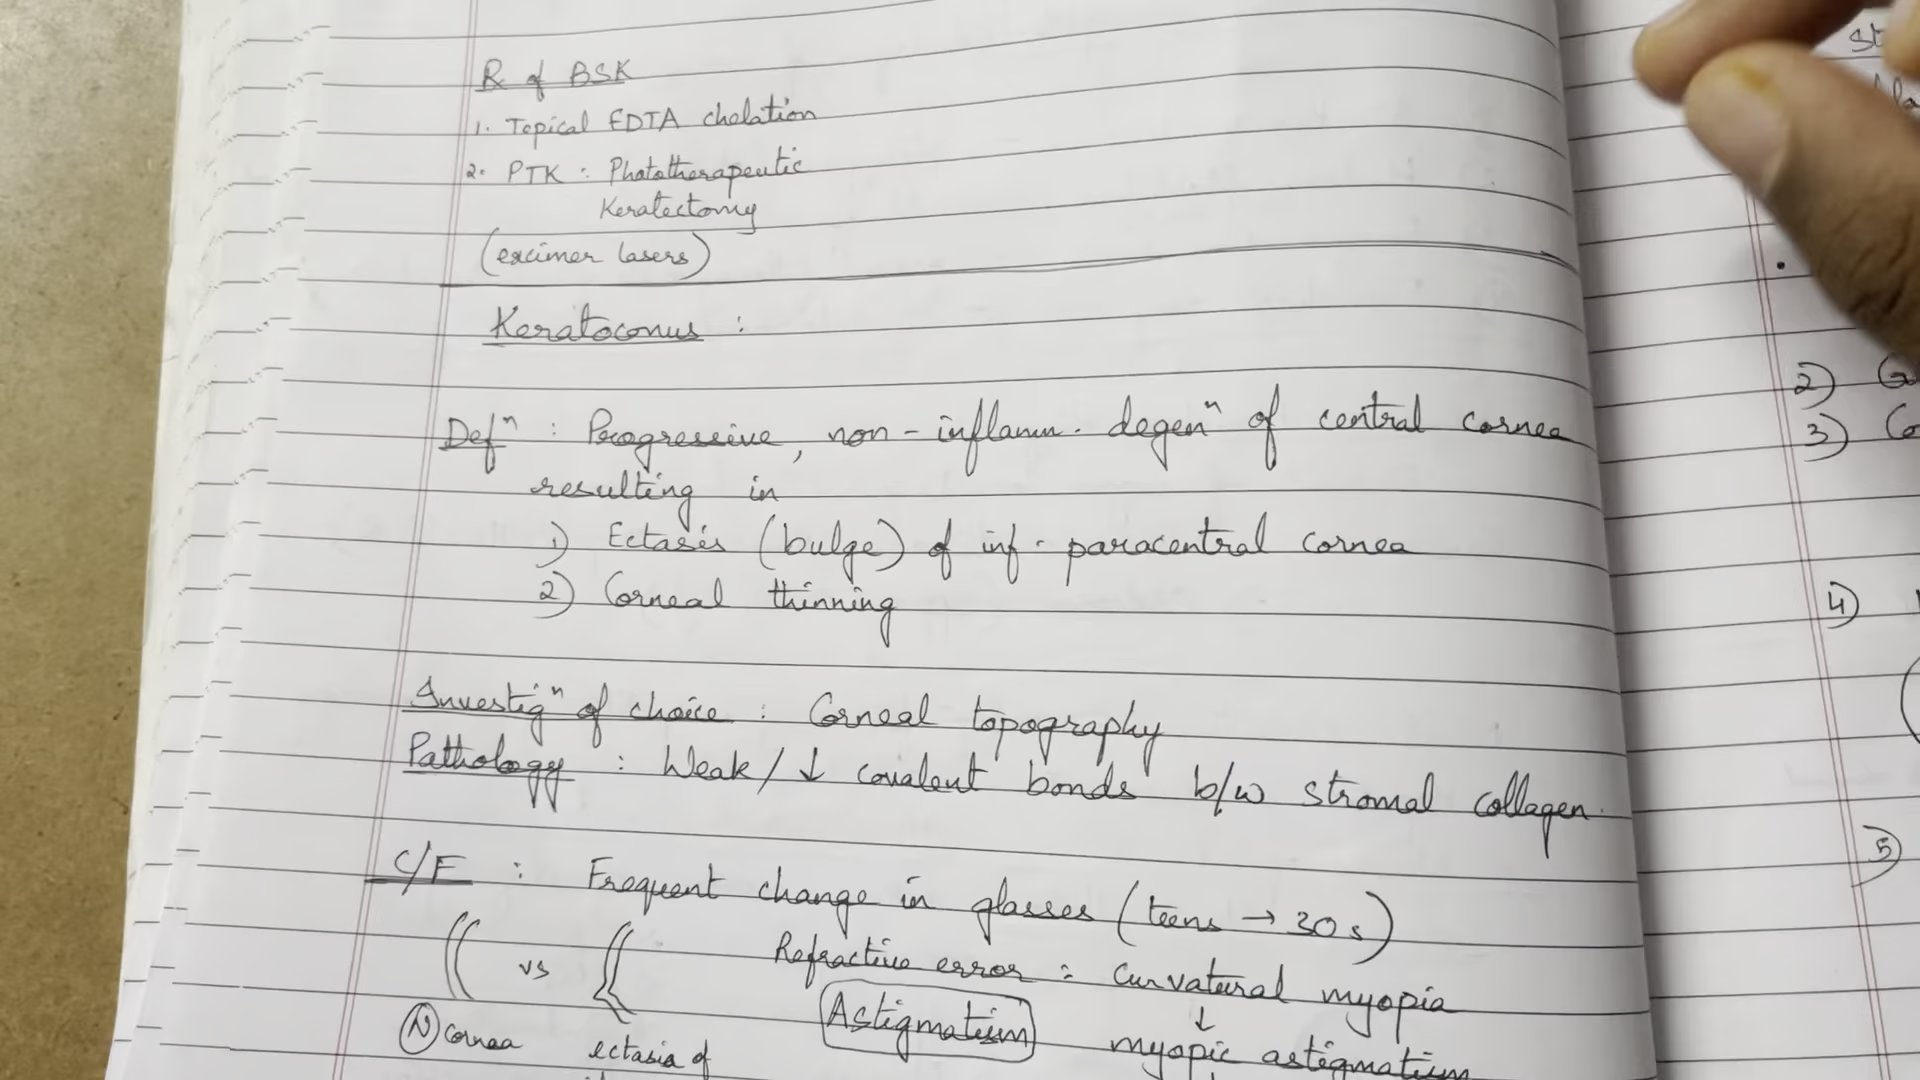 R of BSK
1. Topical EDTA chelation
2. PTK : Phototherapeutic
Keratectomy
(excimer lasers)
Keratoconus :
Defⁿ : Progressive, non-inflamm. degenⁿ of central cornea
resulting in
1) Ectasis (bulge) of inf. paracentral cornea
2) Corneal thinning
Investigⁿ of choice : Corneal topography
Pathology : Weak/↓ covalent bonds b/w stromal collagen.
C/F : Frequent change in glasses (teens → 30s)
vs
Refractive error : Curvatural myopia
↓
Astigmatism
myopic astigmatism
N cornea
ectasia of
2)
3)
4)
5)